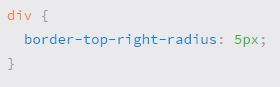 div {
  border-top-right-radius: 5px;
}